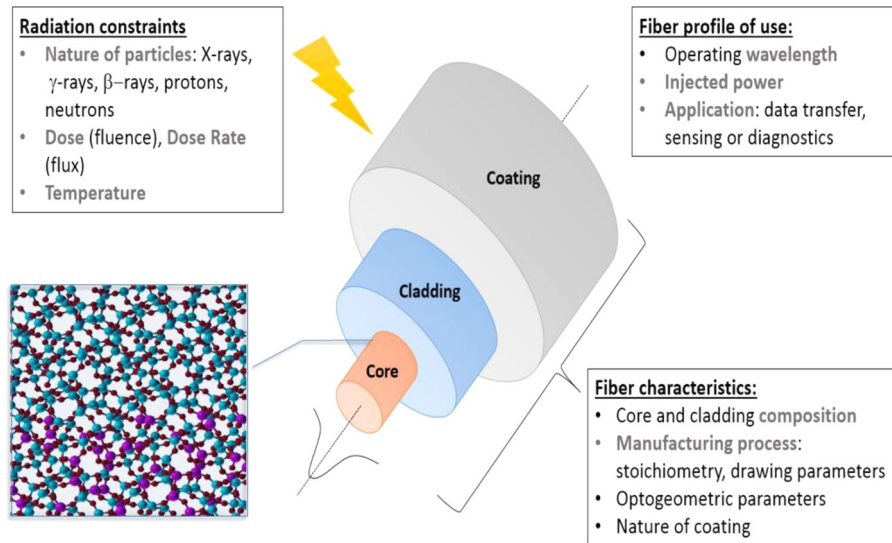 Radiation constraints
• Nature of particles: X-rays,
γ-rays, β–rays, protons,
neutrons
• Dose (fluence), Dose Rate
(flux)
• Temperature
Fiber profile of use:
• Operating wavelength
• Injected power
• Application: data transfer,
sensing or diagnostics
Coating
Cladding
Core
Fiber characteristics:
• Core and cladding composition
• Manufacturing process:
stoichiometry, drawing parameters
• Optogeometric parameters
• Nature of coating